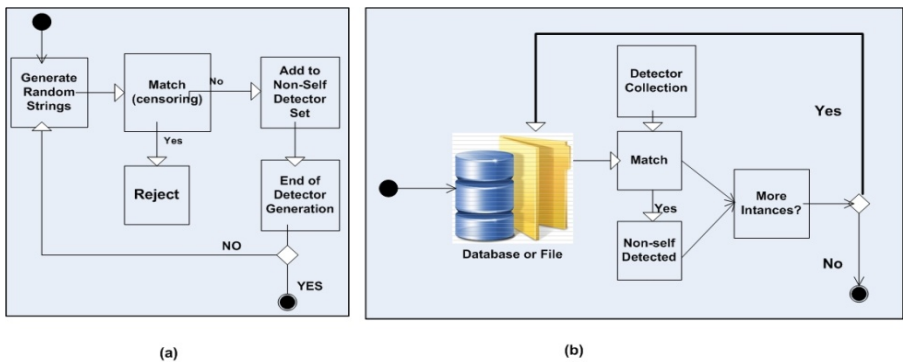 Generate
Random
Strings
Match
(censoring)
No
Add to
Non-Self
Detector
Set
Yes
Reject
End of
Detector
Generation
NO
YES
(a)
Detector
Collection
Yes
Match
Yes
More
Intances?
Non-self
Detected
Database or File
No
(b)